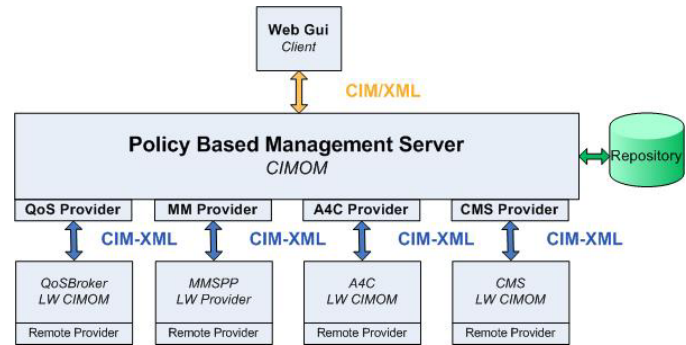 Web Gui
Client
CIM/XML
Policy Based Management Server
CIMOM
Repository
QoS Provider
MM Provider
A4C Provider
CMS Provider
CIM-XML
CIM-XML
CIM-XML
CIM-XML
QoSBroker
LW CIMOM
Remote Provider
MMSPP
LW Provider
Remote Provider
A4C
LW CIMOM
Remote Provider
CMS
LW CIMOM
Remote Provider